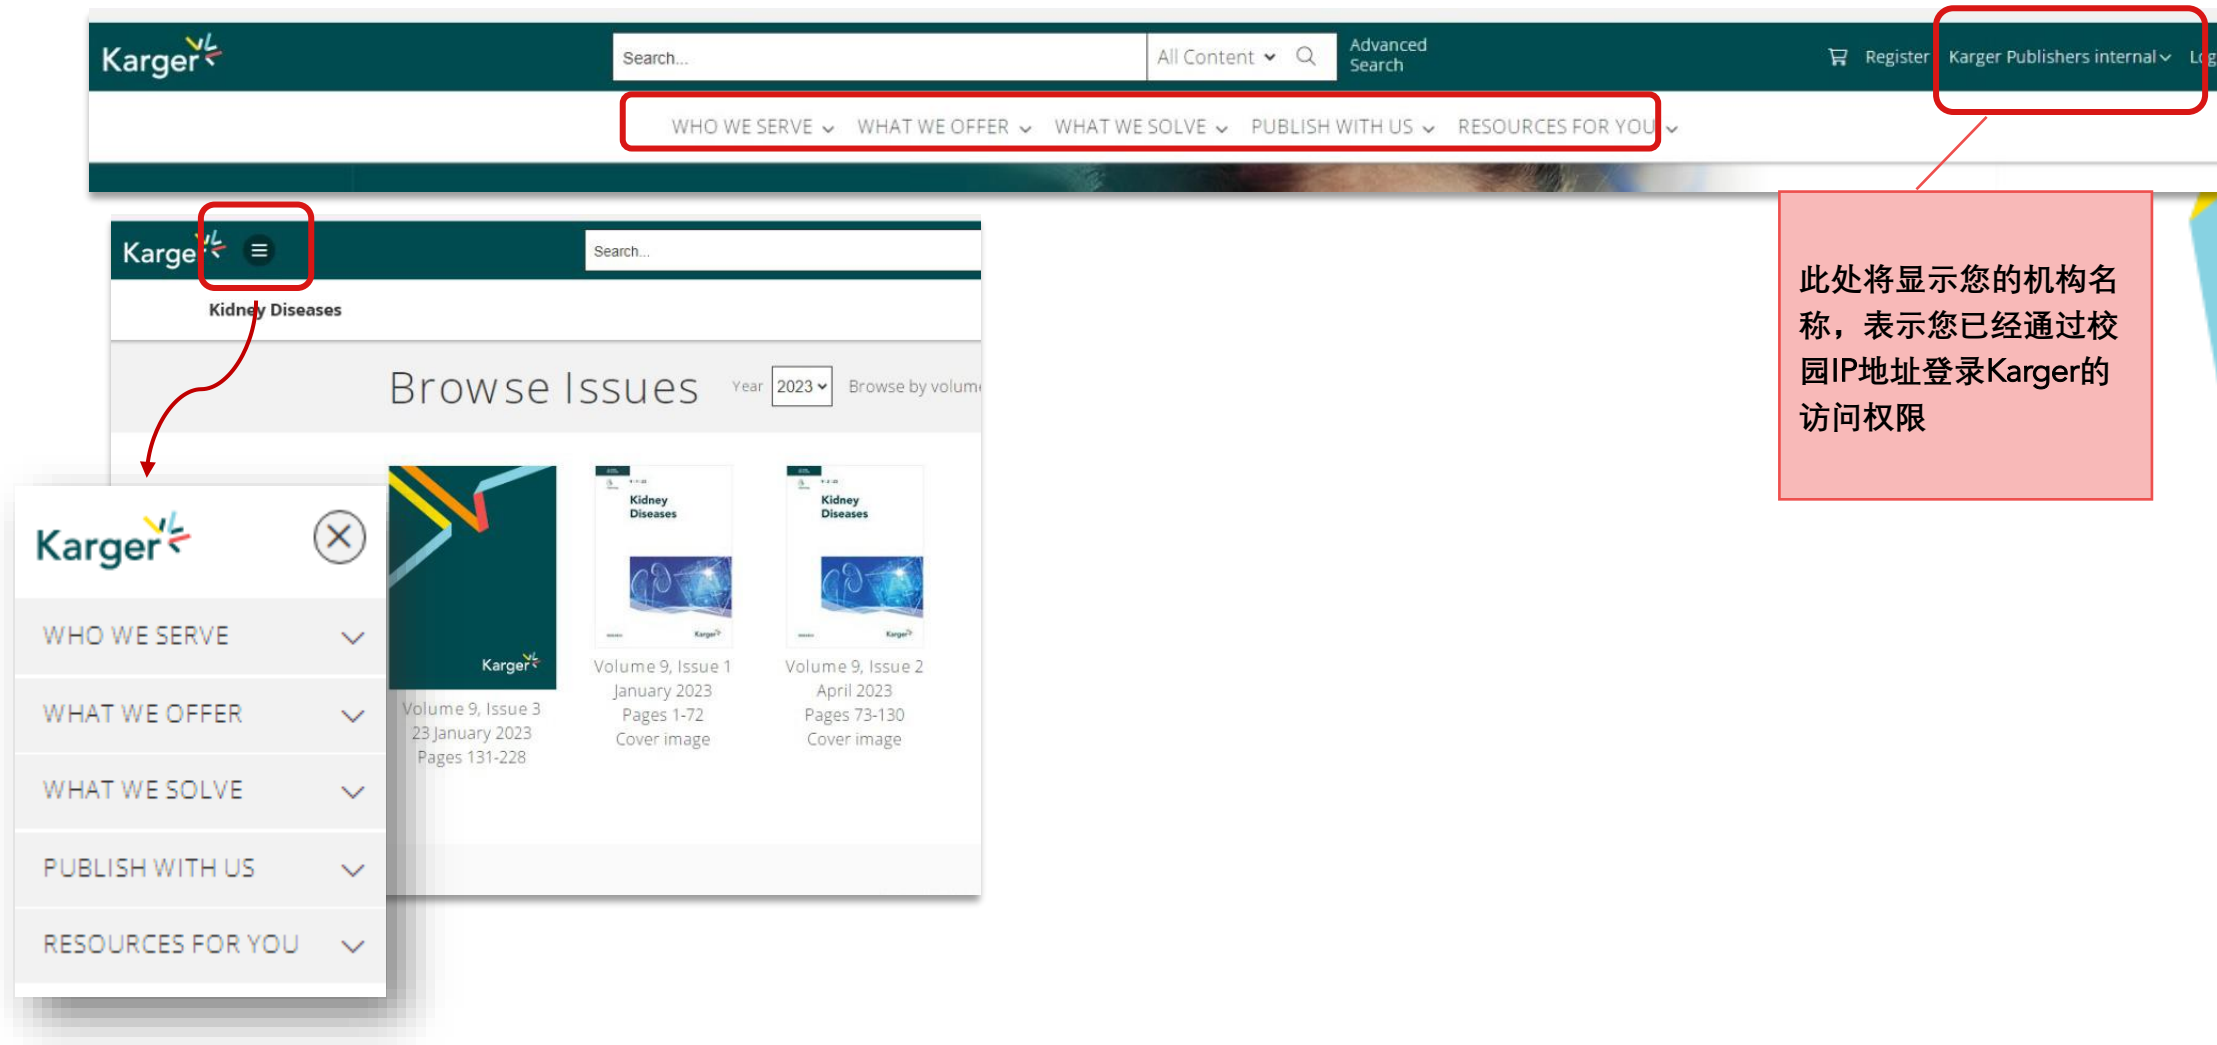 Karger
Search...
All Content
Advanced
Search
Register
Karger Publishers internal
WHO WE SERVE
WHAT WE OFFER
WHAT WE SOLVE
PUBLISH WITH US
RESOURCES FOR YOU
此处将显示您的机构名
称，表示您已经通过校
园IP地址登录Karger的
访问权限
Karger
Search...
Kidney Diseases
Browse Issues
Year
2023
Browse by volume
Karger
Volume 9, Issue 3
23 January 2023
Pages 131-228
Kidney
Diseases
Karger
Volume 9, Issue 1
January 2023
Pages 1-72
Cover image
Kidney
Diseases
Karger
Volume 9, Issue 2
April 2023
Pages 73-130
Cover image
Karger
WHO WE SERVE
WHAT WE OFFER
WHAT WE SOLVE
PUBLISH WITH US
RESOURCES FOR YOU